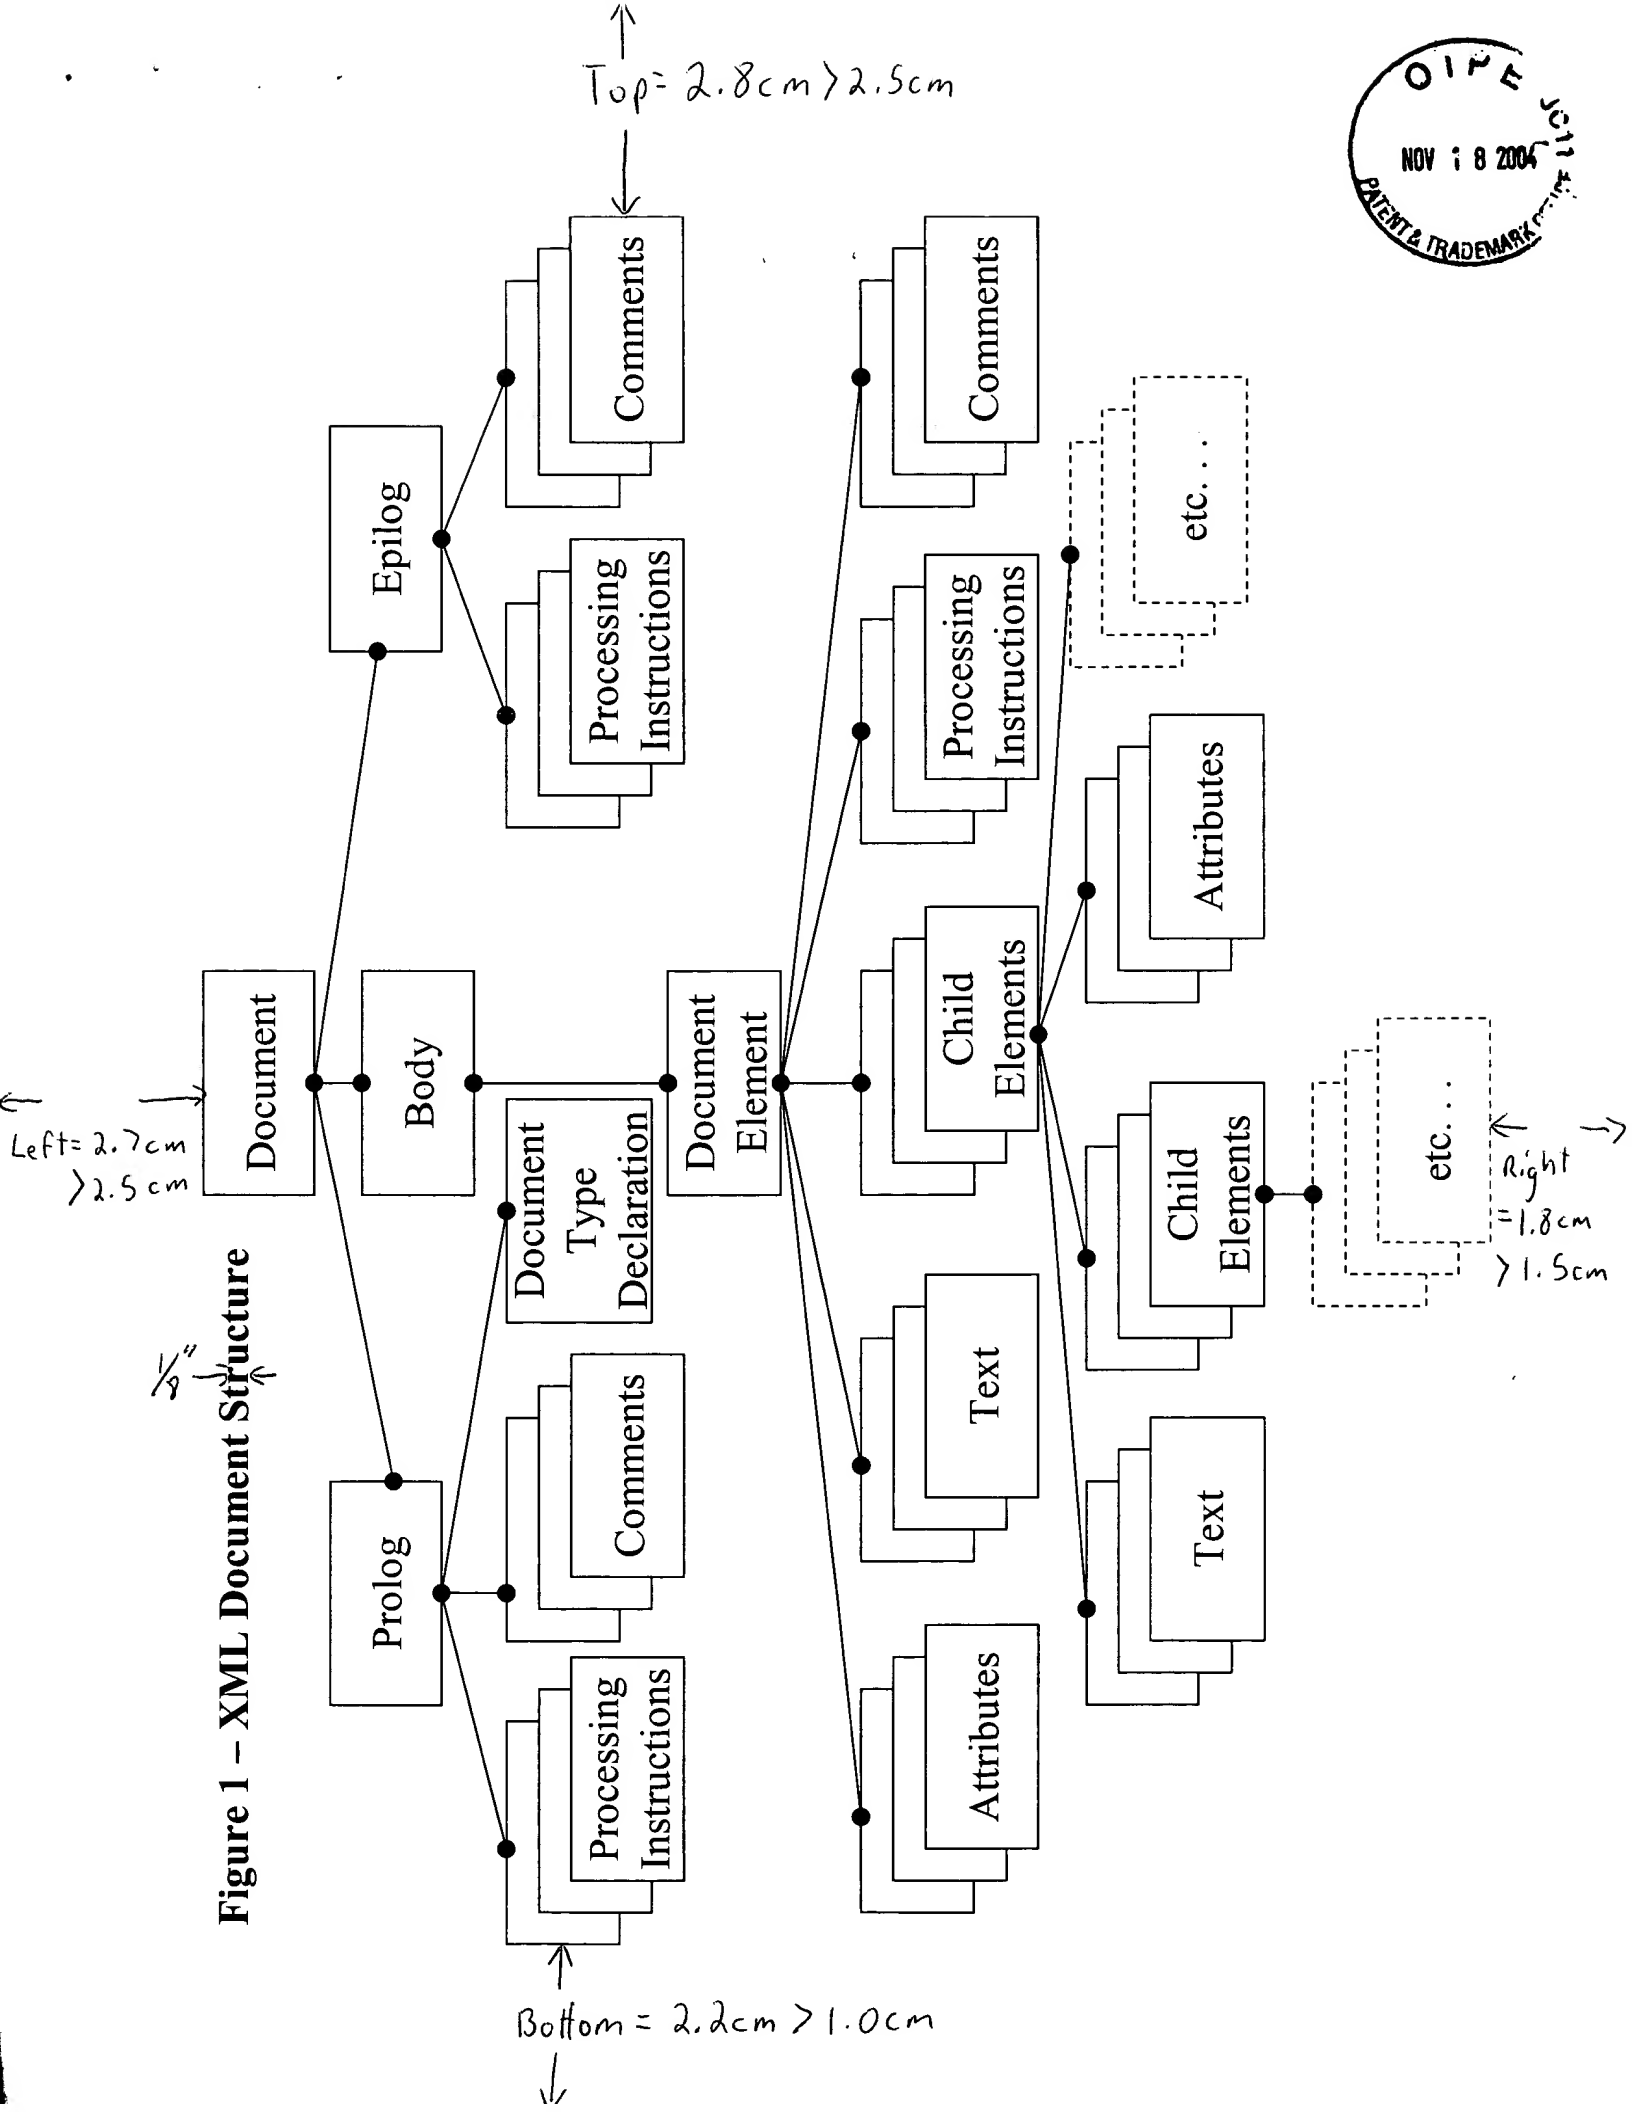 Top= 2.8cm > 2.5cm
OIPE
NOV 18 2004
PATENT & TRADEMARK
Left= 2.7cm
> 2.5cm
1/8"
Figure 1 – XML Document Structure
Document
Prolog
Body
Epilog
Processing
Instructions
Comments
Document
Type
Declaration
Processing
Instructions
Comments
Document
Element
Attributes
Text
Child
Elements
Processing
Instructions
Comments
Text
Child
Elements
Attributes
etc. . .
etc. . .
Right
=1.8cm
> 1.5cm
Bottom = 2.2cm > 1.0cm